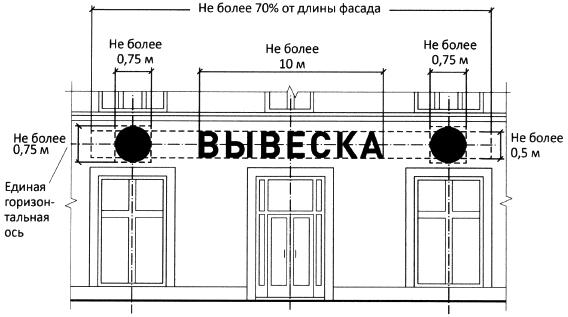 Не более 70% от длины фасада
Не более
0,75 м
Не более
10 м
Не более
0,75 м
Не более
0,75 м
ВЫВЕСКА
Не более
0,5 м
Единая
горизон-
тальная
ось